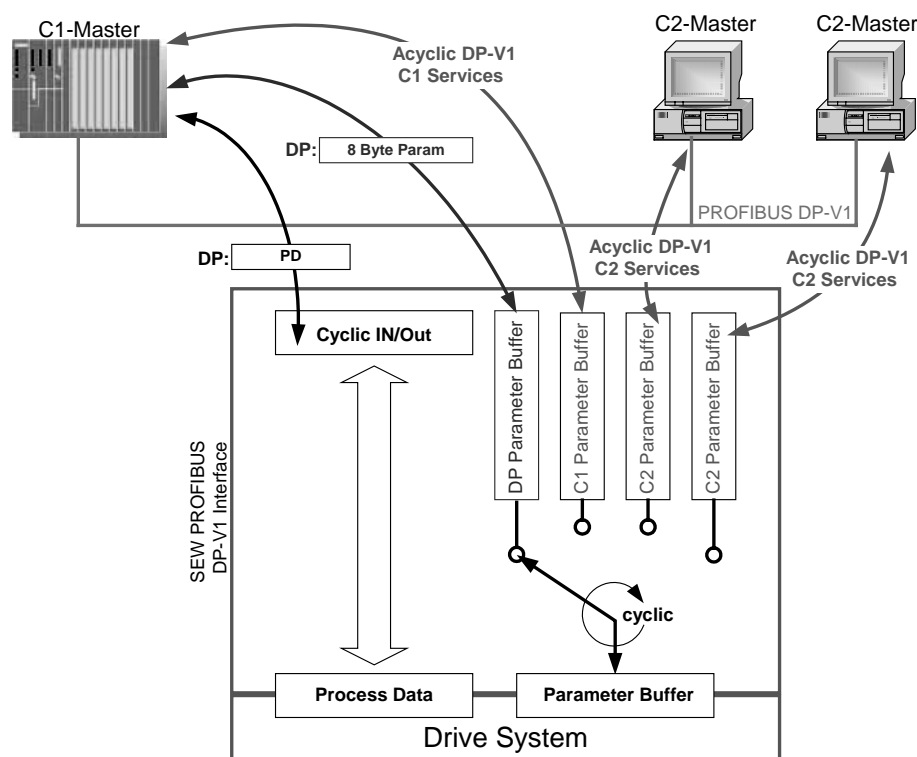 C1-Master
C2-Master
C2-Master
Acyclic DP-V1
C1 Services
DP:
8 Byte Param
PROFIBUS DP-V1
Acyclic DP-V1
C2 Services
Acyclic DP-V1
C2 Services
DP:
PD
Cyclic IN/Out
DP Parameter Buffer
C1 Parameter Buffer
C2 Parameter Buffer
C2 Parameter Buffer
SEW PROFIBUS
DP-V1 Interface
cyclic
Process Data
Parameter Buffer
Drive System